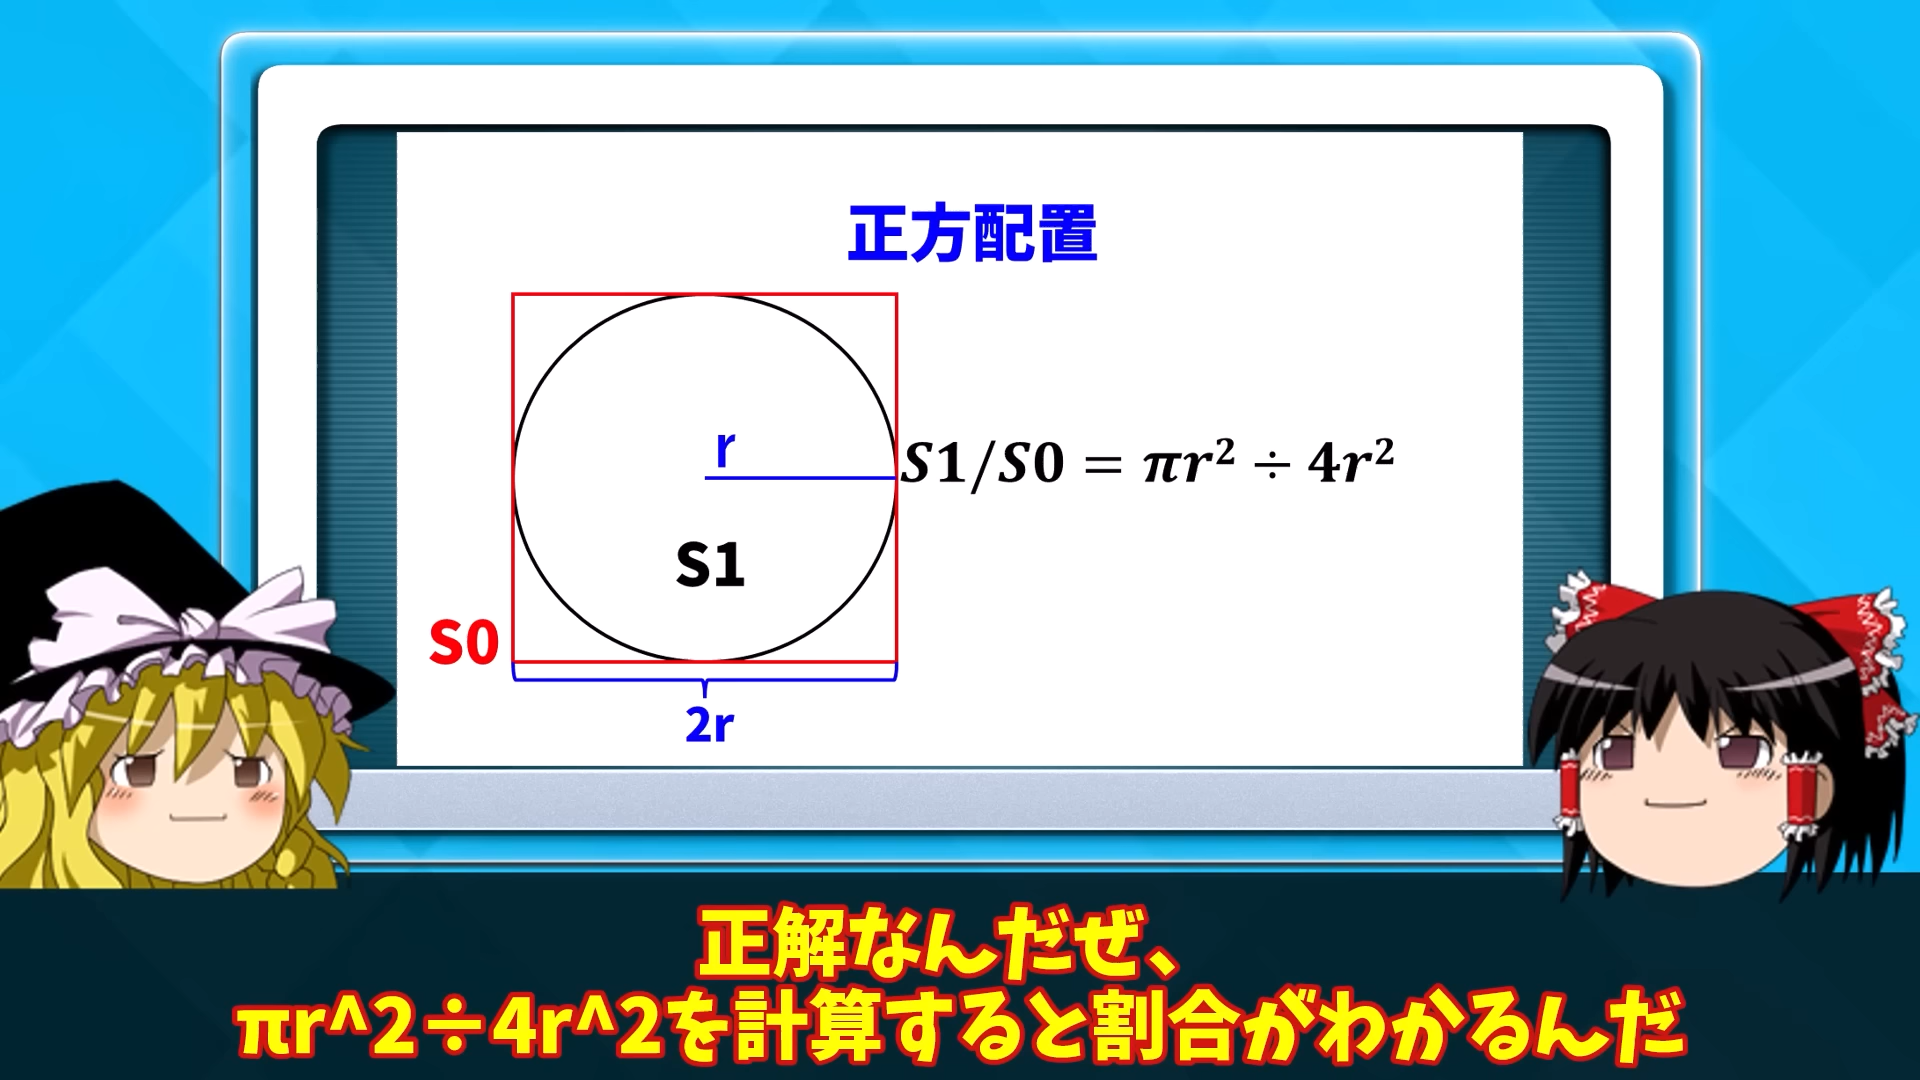 正方配置
r
S1/S0 = πr² ÷ 4r²
S1
S0
2r
正解なんだぜ、
πr^2÷4r^2を計算すると割合がわかるんだ